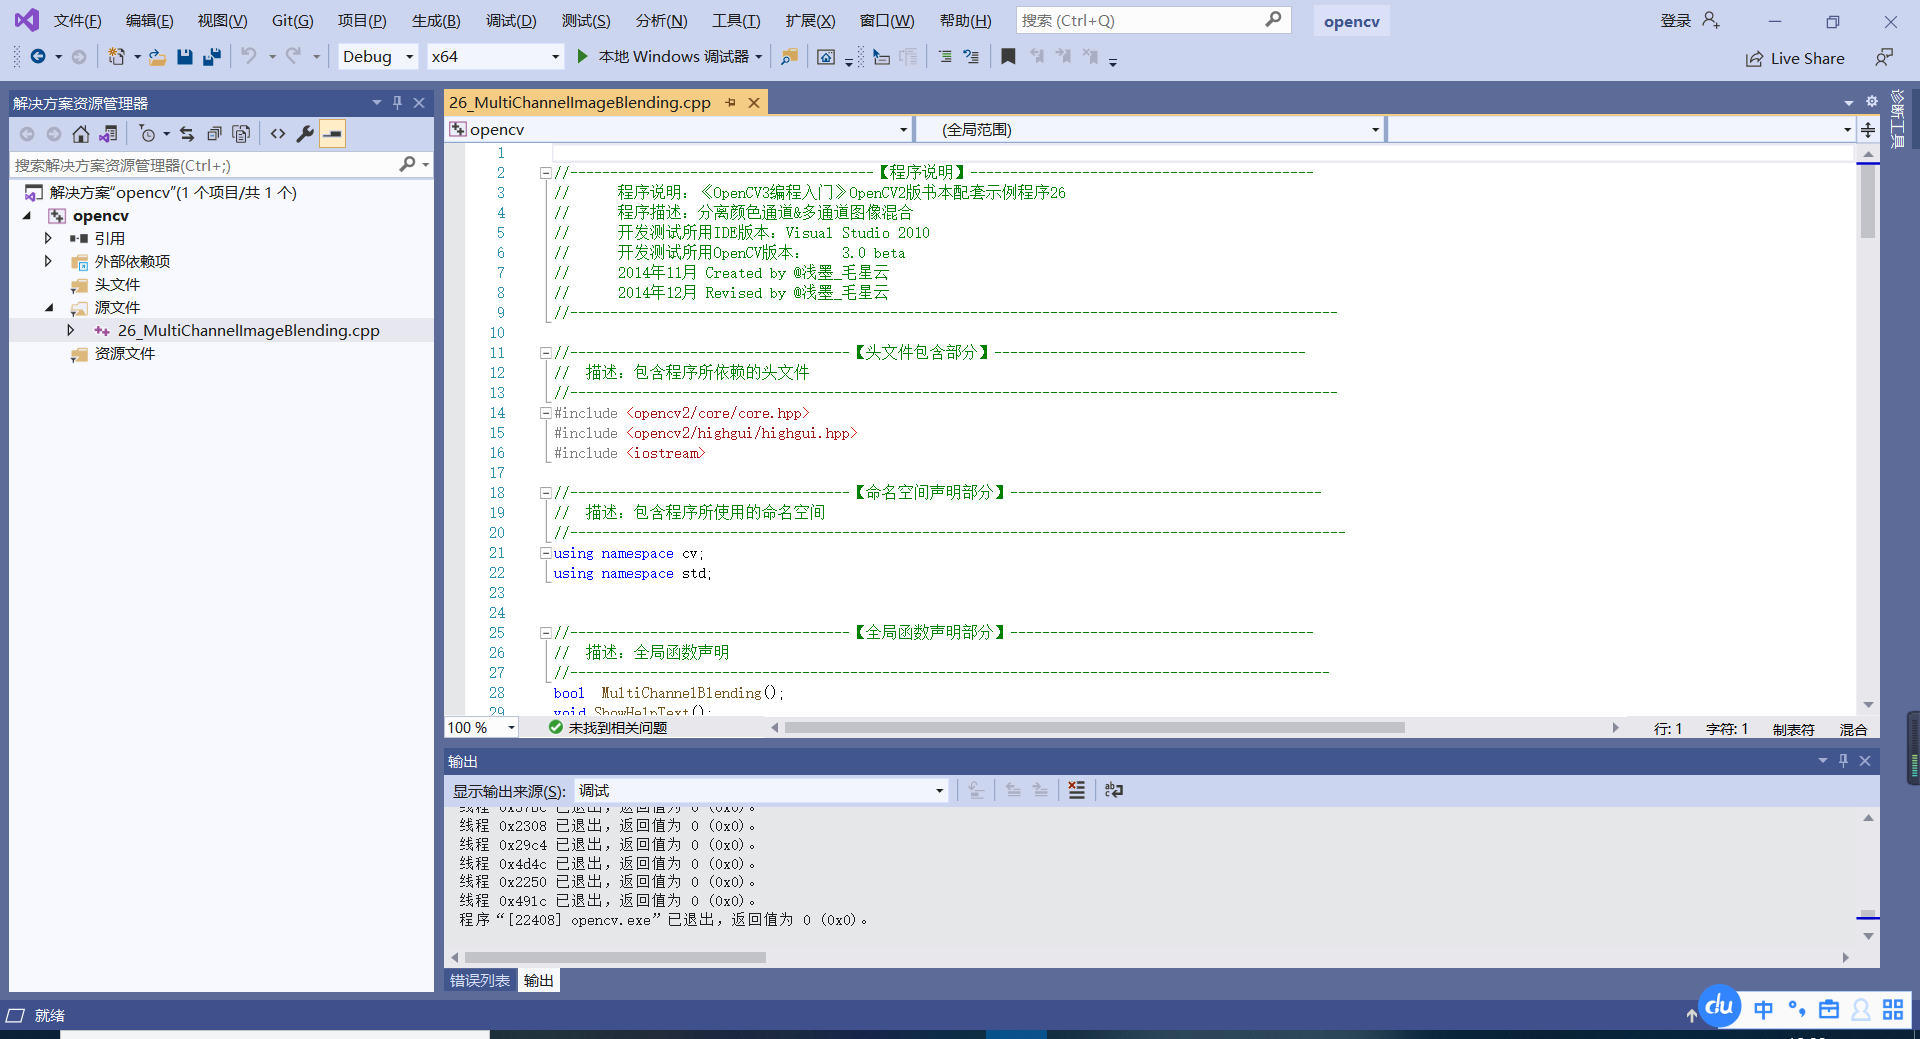 文件(F) 编辑(E) 视图(V) Git(G) 项目(P) 生成(B) 调试(D) 测试(S) 分析(N) 工具(T) 扩展(X) 窗口(W) 帮助(H) 搜索 (Ctrl+Q) opencv 登录
Debug x64 本地 Windows 调试器 Live Share
解决方案资源管理器
搜索解决方案资源管理器(Ctrl+;)
解决方案"opencv"(1 个项目/共 1 个)
opencv
引用
外部依赖项
头文件
源文件
26_MultiChannelImageBlending.cpp
资源文件
26_MultiChannelImageBlending.cpp
opencv (全局范围)
1
2 //--------------------------------------【程序说明】-------------------------------------------
3 // 程序说明：《OpenCV3编程入门》OpenCV2版书本配套示例程序26
4 // 程序描述：分离颜色通道&多通道图像混合
5 // 开发测试所用IDE版本：Visual Studio 2010
6 // 开发测试所用OpenCV版本： 3.0 beta
7 // 2014年11月 Created by @浅墨_毛星云
8 // 2014年12月 Revised by @浅墨_毛星云
9 //------------------------------------------------------------------------------------------------
10
11 //-----------------------------------【头文件包含部分】---------------------------------------
12 // 描述：包含程序所依赖的头文件
13 //------------------------------------------------------------------------------------------------
14 #include <opencv2/core/core.hpp>
15 #include <opencv2/highgui/highgui.hpp>
16 #include <iostream>
17
18 //-----------------------------------【命名空间声明部分】---------------------------------------
19 // 描述：包含程序所使用的命名空间
20 //-------------------------------------------------------------------------------------------------
21 using namespace cv;
22 using namespace std;
23
24
25 //-----------------------------------【全局函数声明部分】--------------------------------------
26 // 描述：全局函数声明
27 //-----------------------------------------------------------------------------------------------
28 bool MultiChannelBlending();
29 void ShowHelpText();
100 % 未找到相关问题 行: 1 字符: 1 制表符 混合
输出
显示输出来源(S): 调试
线程 0x37bc 已退出，返回值为 0 (0x0)。
线程 0x2308 已退出，返回值为 0 (0x0)。
线程 0x29c4 已退出，返回值为 0 (0x0)。
线程 0x4d4c 已退出，返回值为 0 (0x0)。
线程 0x2250 已退出，返回值为 0 (0x0)。
线程 0x491c 已退出，返回值为 0 (0x0)。
程序“[22408] opencv.exe”已退出，返回值为 0 (0x0)。
错误列表 输出
诊断工具
就绪
du 中